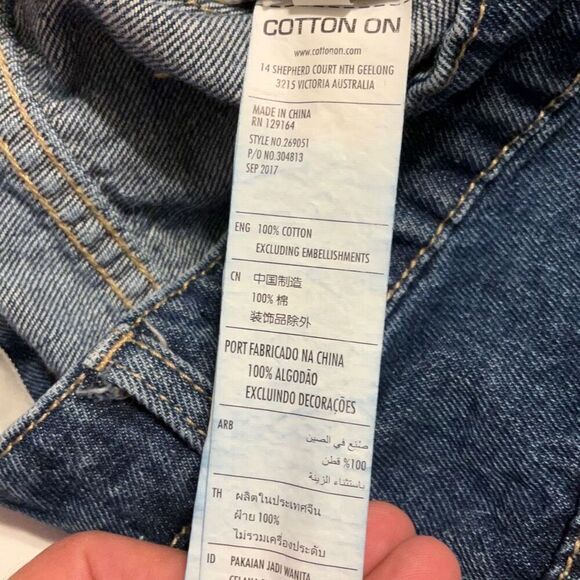 COTTON ON
www.cottonon.com
14 SHEPHERD COURT NTH GEELONG
3215 VICTORIA AUSTRALIA
MADE IN CHINA
RN 129164
STYLE NO.269051
P/O NO.304813
SEP 2017
ENG 100% COTTON
EXCLUDING EMBELLISHMENTS
CN 中国制造
100% 棉
装饰品除外
PORT FABRICADO NA CHINA
100% ALGODÃO
EXCLUINDO DECORAÇÕES
ARB صنع في الصين
100% قطن
باستثناء الزينة
TH ผลิตในประเทศจีน
ฝ้าย 100%
ไม่รวมเครื่องประดับ
ID PAKAIAN JADI WANITA
CELANA